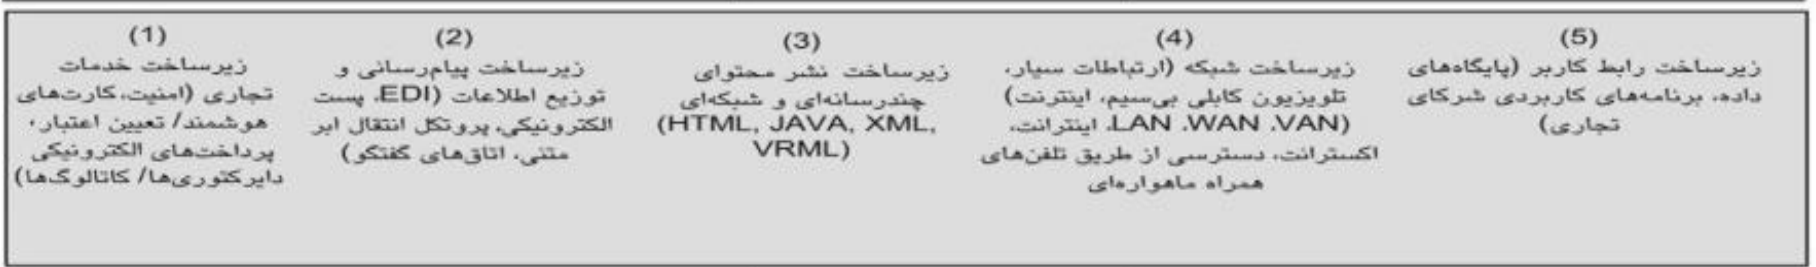 (1)
زیرساخت خدمات
تجاری (امنیت، کارت‌های
هوشمند/ تعیین اعتبار،
پرداخت‌های الکترونیکی
دایرکتوری‌ها/ کاتالوگ‌ها)
(2)
زیرساخت پیام‌رسانی و
توزیع اطلاعات (EDI، پست
الکترونیکی، پروتکل انتقال ابر
متنی، اتاق‌های گفتگو)
(3)
زیرساخت نشر محتوای
چندرسانه‌ای و شبکه‌ای
(HTML, JAVA, XML,
VRML)
(4)
زیرساخت شبکه (ارتباطات سیار،
تلویزیون کابلی بی‌سیم، اینترنت)
(VAN، WAN، LAN، اینترانت،
اکسترانت، دسترسی از طریق تلفن‌های
همراه ماهواره‌ای
(5)
زیرساخت رابط کاربر (پایگاه‌های
داده، برنامه‌های کاربردی شرکای
تجاری)